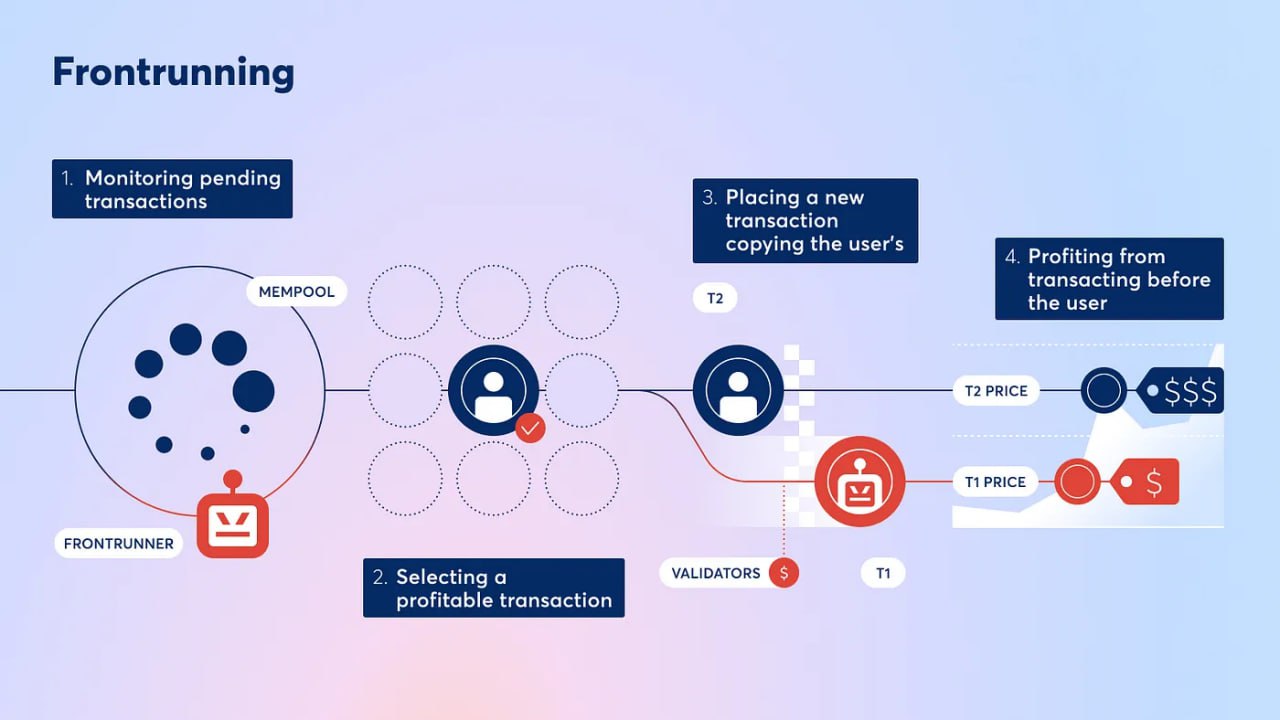 Frontrunning
1. Monitoring pending
transactions
MEMPOOL
FRONTRUNNER
2. Selecting a
profitable transaction
3. Placing a new
transaction
copying the user's
T2
VALIDATORS $
T1
4. Profiting from
transacting before
the user
T2 PRICE
$$$
T1 PRICE
$